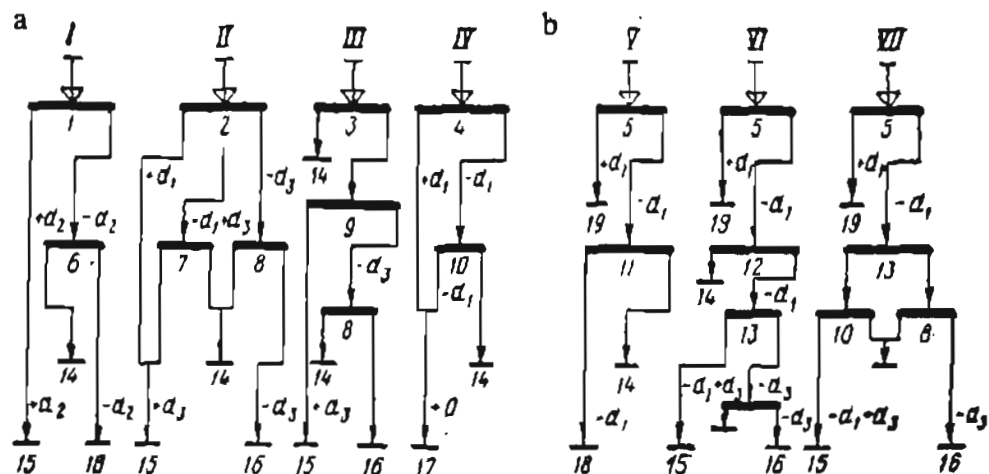 a b
I II III IV V VI VII
1 2 3 4 5 5 5
14
+d₁ -d₃ +d₁ -d₁ +d₁ +d₁ +d₁
19 19 19
+d₂ -d₂ -d₁+d₃ 9 -d₁ -d₁ -d₁
6 7 8 -d₃ 10 11 12 13
-d₁ 14 -d₁
8 13 10 8
14 14 14 14 14
-d₁+d₃ -d₃
+d₂ -d₂ +d₃ -d₃ +d₃ +0 -d₁ -d₃ -d₁+d₃ -d₃
15 18 15 16 15 16 17 18 15 16 15 16